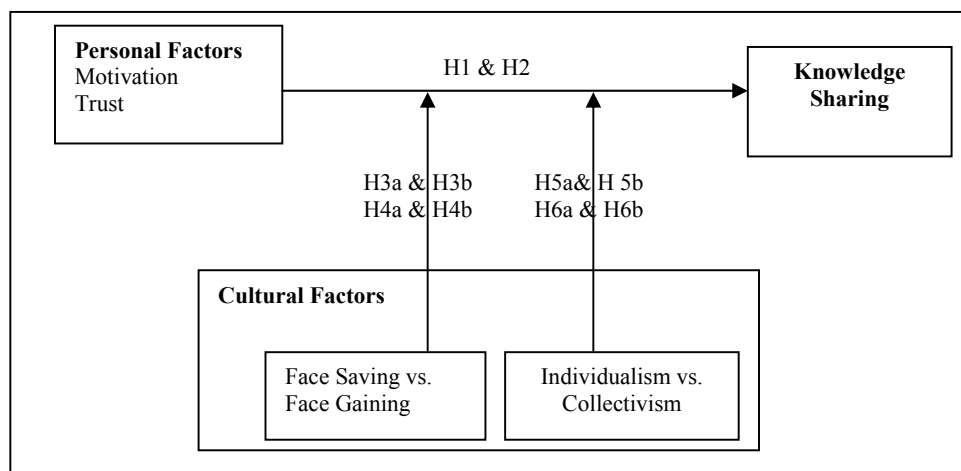 Personal Factors
Motivation
Trust
H1 & H2
Knowledge
Sharing
H3a & H3b
H4a & H4b
H5a& H 5b
H6a & H6b
Cultural Factors
Face Saving vs.
Face Gaining
Individualism vs.
Collectivism